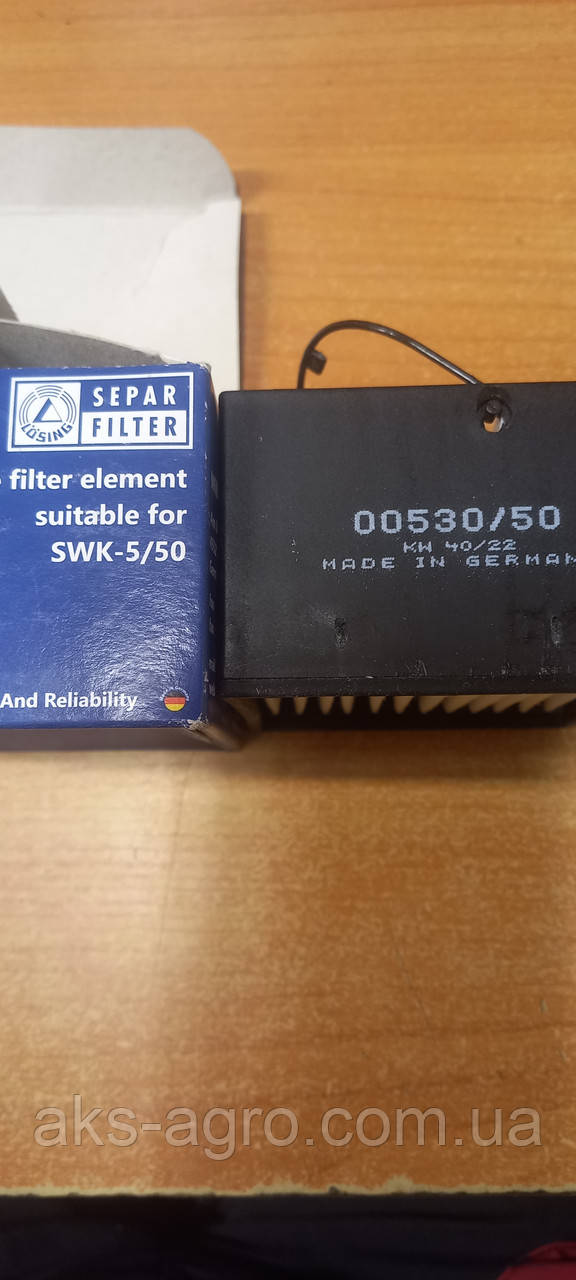 LÖSING
SEPAR
FILTER
filter element
suitable for
SWK-5/50
And Reliability
00530/50
KW 40/22
MADE IN GERMAN
aks-agro.com.ua